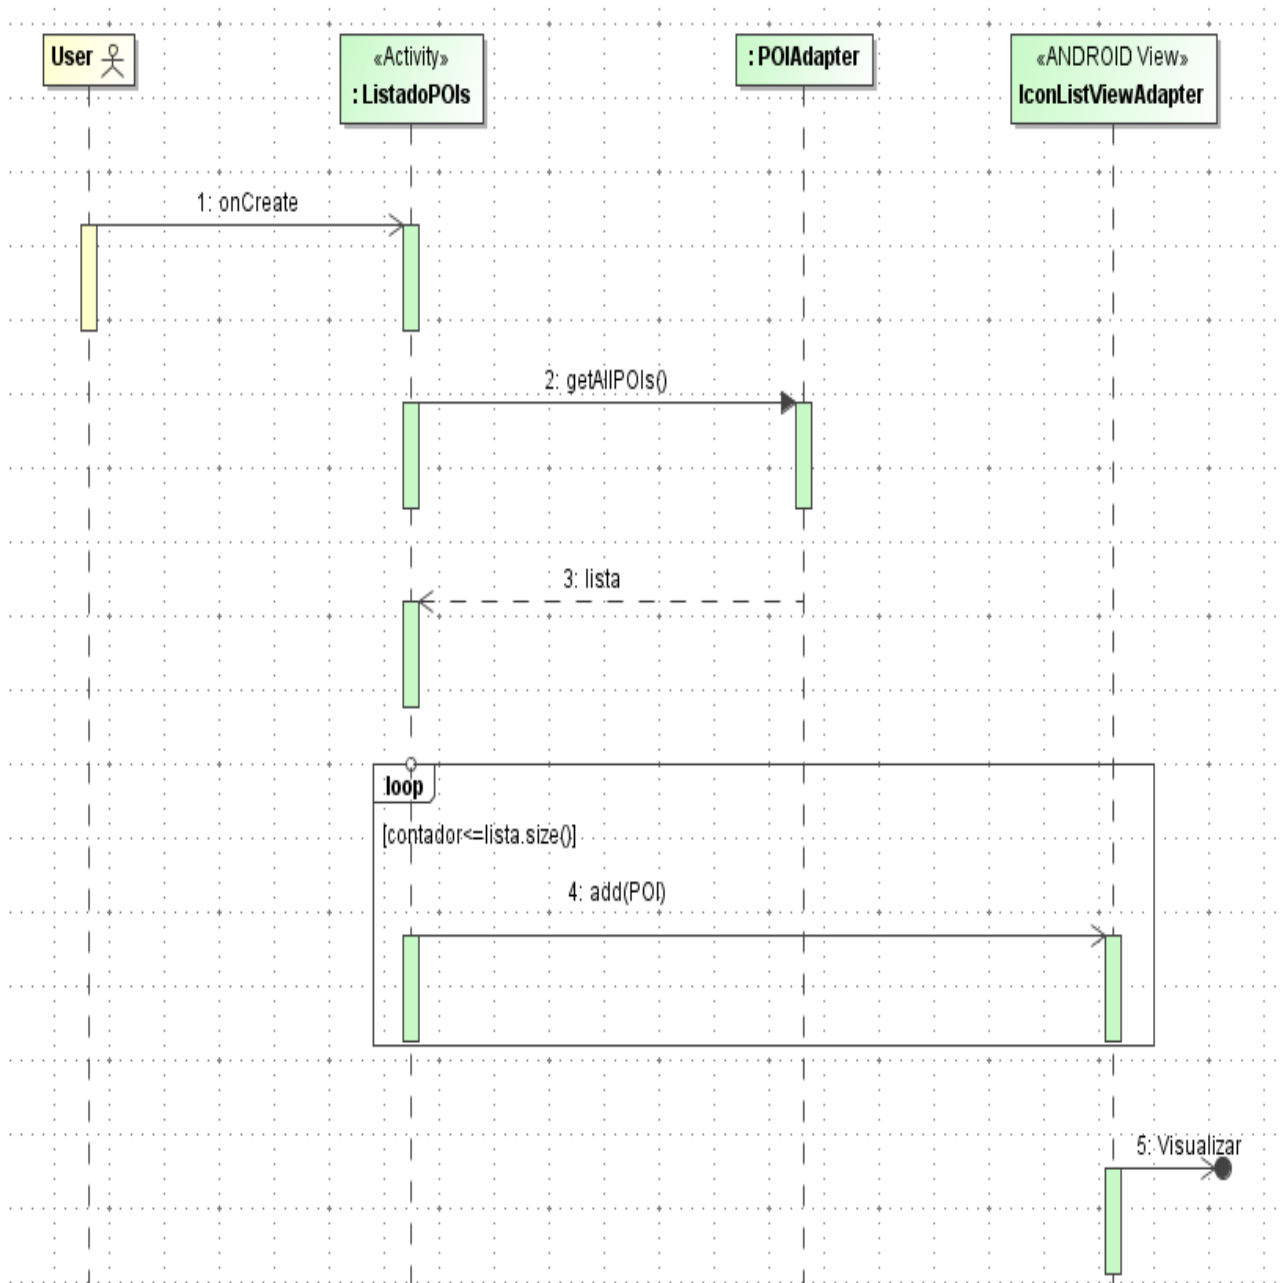 User
«Activity»
: ListadoPOIs
: POIAdapter
«ANDROID View»
IconListViewAdapter
1: onCreate
2: getAllPOIs()
3: lista
loop
[contador<=lista.size()]
4: add(POI)
5: Visualizar